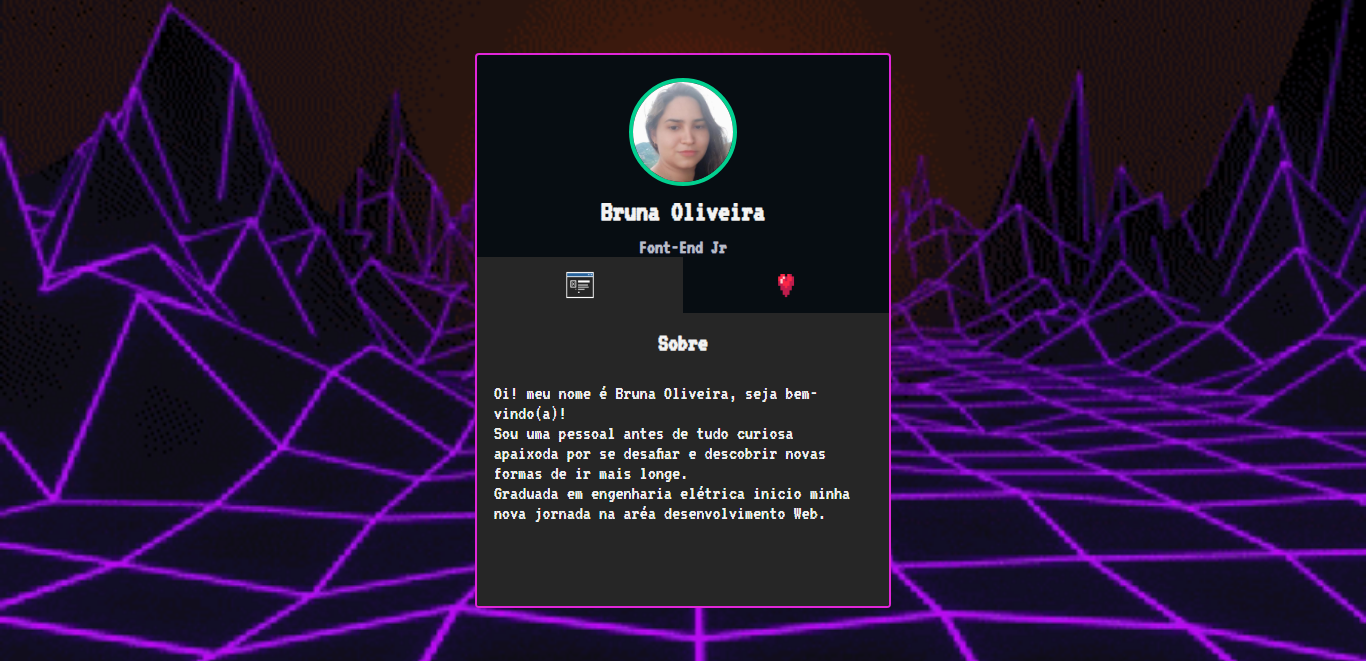 Bruna Oliveira
Font-End Jr
Sobre
Oi! meu nome é Bruna Oliveira, seja bem-
vindo(a)!
Sou uma pessoal antes de tudo curiosa
apaixoda por se desafiar e descobrir novas
formas de ir mais longe.
Graduada em engenharia elétrica inicio minha
nova jornada na aréa desenvolvimento Web.